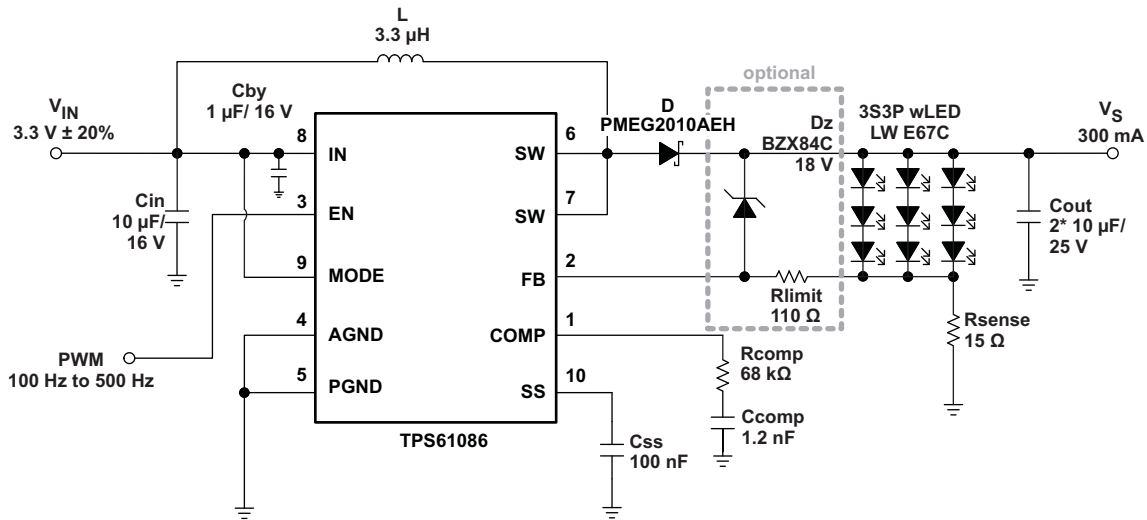 L
3.3 µH
optional
Cby
1 µF/ 16 V
VIN
3.3 V ± 20%
D
PMEG2010AEH
Dz
BZX84C
18 V
3S3P wLED
LW E67C
VS
300 mA
8
IN
SW
6
3
EN
SW
7
Cin
10 µF/
16 V
Cout
2* 10 µF/
25 V
9
MODE
FB
2
Rlimit
110 Ω
4
AGND
COMP
1
Rsense
15 Ω
PWM
100 Hz to 500 Hz
5
PGND
SS
10
Rcomp
68 kΩ
Ccomp
1.2 nF
TPS61086
Css
100 nF